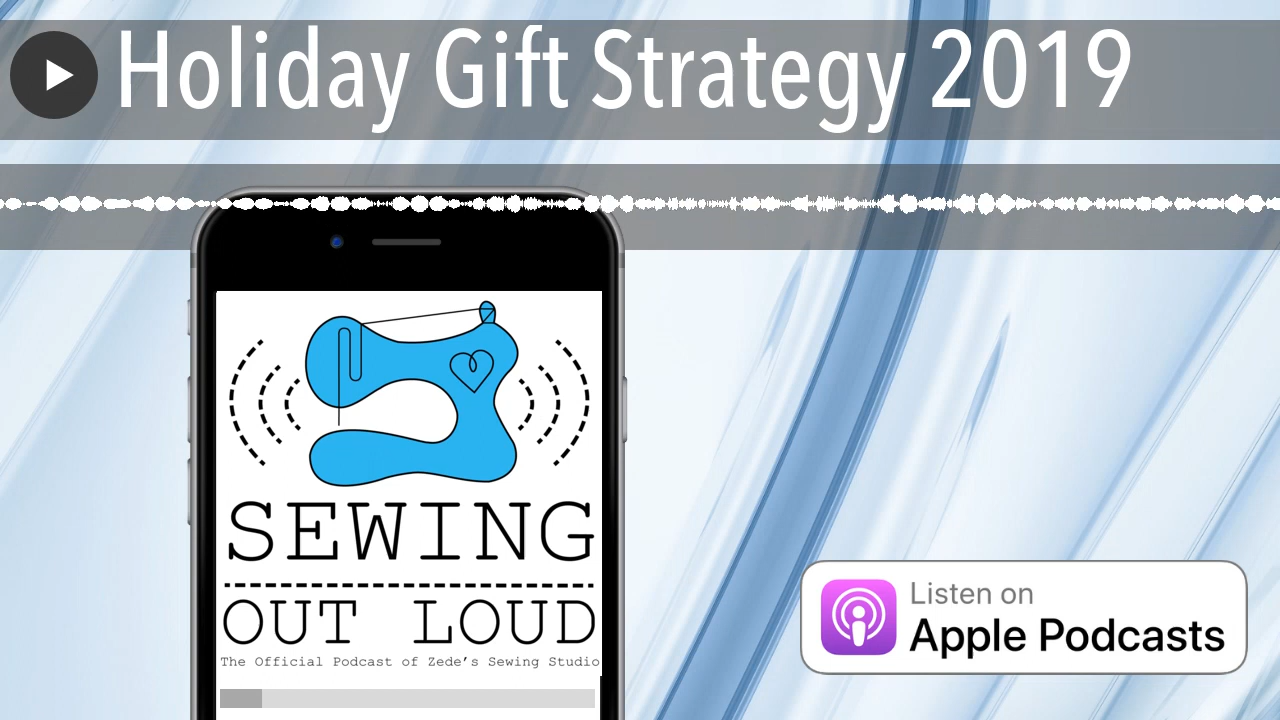 Holiday Gift Strategy 2019
SEWING
OUT LOUD
The Official Podcast of Zede's Sewing Studio
Listen on
Apple Podcasts